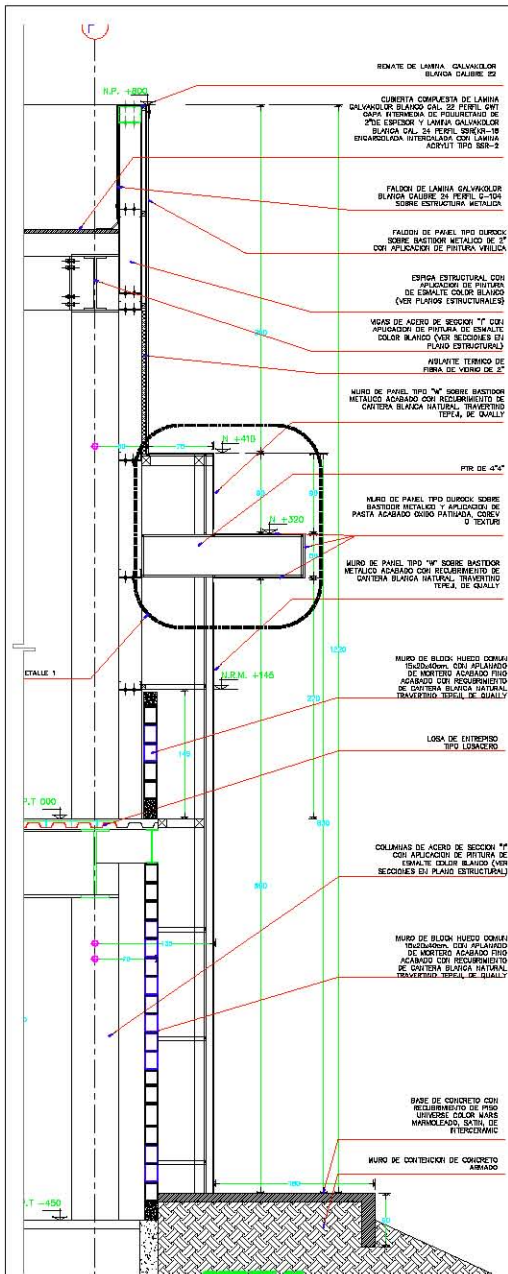 N.P. +800
REMATE DE LAMINA GALVAKOLOR
BLANCA CALIBRE 22
CUBIERTA COMPUESTA DE LAMINA
GALVAKOLOR BLANCO CAL. 22 PERFIL GWT
CAPA INTERMEDIA DE POLIURETANO DE
2"DE ESPESOR Y LAMINA GALVAKOLOR
BLANCA CAL. 24 PERFIL
ENGARGOLADA INTERCALADA CON LAMINA
ACRYLIT TIPO SSR-2
FALDON DE LAMINA GALVAKOLOR
BLANCA CALIBRE 24 PERFIL G-104
SOBRE ESTRUCTURA METALICA
FALDON DE PANEL TIPO DUROCK
SOBRE BASTIDOR METALICO DE 2"
CON APLICACION DE PINTURA VINILICA
ESPIGA ESTRUCTURAL CON
APLICACION DE PINTURA
DE ESMALTE COLOR BLANCO
(VER PLANOS ESTRUCTURALES)
VIGAS DE ACERO DE SECCION "I" CON
APLICACION DE PINTURA DE ESMALTE
COLOR BLANCO (VER SECCIONES EN
PLANO ESTRUCTURAL)
AISLANTE TERMICO DE
FIBRA DE VIDRIO DE 2"
MURO DE PANEL TIPO "W" SOBRE BASTIDOR
METALICO ACABADO CON RECUBRIMIENTO DE
CANTERA BLANCA NATURAL TRAVERTINO
TEPEJI, DE QUALLY
N +410
PTR DE 4"4"
MURO DE PANEL TIPO DUROCK SOBRE
BASTIDOR METALICO Y APLICACION DE
PASTA ACABADO OXIDO PATINADA, COREV
O TEXTURI
N +320
MURO DE PANEL TIPO "W" SOBRE BASTIDOR
METALICO ACABADO CON RECUBRIMIENTO DE
CANTERA BLANCA NATURAL TRAVERTINO
TEPEJI, DE QUALLY
ETALLE 1
N.R.M. +145
1220
270
MURO DE BLOCK HUECO COMUN
15x20x40cm. CON APLANADO
DE MORTERO ACABADO FINO
ACABADO CON RECUBRIMIENTO
DE CANTERA BLANCA NATURAL
TRAVERTINO TEPEJI, DE QUALLY
145
LOSA DE ENTREPISO
TIPO LOSACERO
P.T 000
COLUMNAS DE ACERO DE SECCION "I"
CON APLICACION DE PINTURA DE
ESMALTE COLOR BLANCO (VER
SECCIONES EN PLANO ESTRUCTURAL)
MURO DE BLOCK HUECO COMUN
15x20x40cm. CON APLANADO
DE MORTERO ACABADO FINO
ACABADO CON RECUBRIMIENTO
DE CANTERA BLANCA NATURAL
TRAVERTINO TEPEJI, DE QUALLY
BASE DE CONCRETO CON
RECUBRIMIENTO DE PISO
UNIVERSE COLOR MARS
MARMOLEADO, SATIN, DE
INTERCERAMIC
MURO DE CONTENCION DE CONCRETO
ARMADO
180
P.T -450